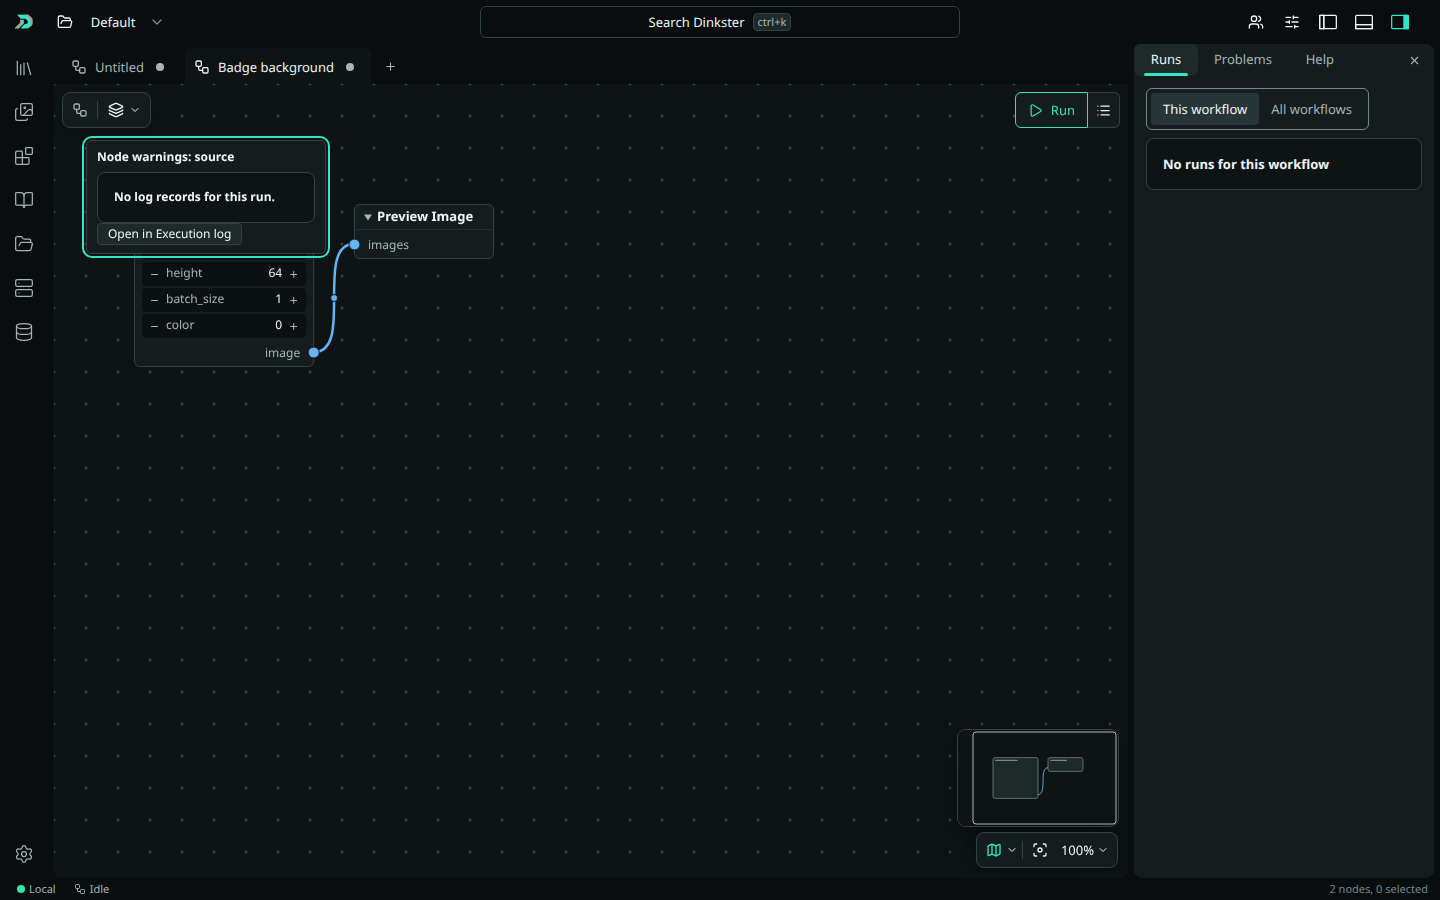 Default
Search Dinkster ctrl+k
Untitled
Badge background
Runs
Problems
Help
Run
This workflow
All workflows
No runs for this workflow
Node warnings: source
No log records for this run.
Open in Execution log
Preview Image
images
height 64
batch_size 1
color 0
image
100%
Local
Idle
2 nodes, 0 selected